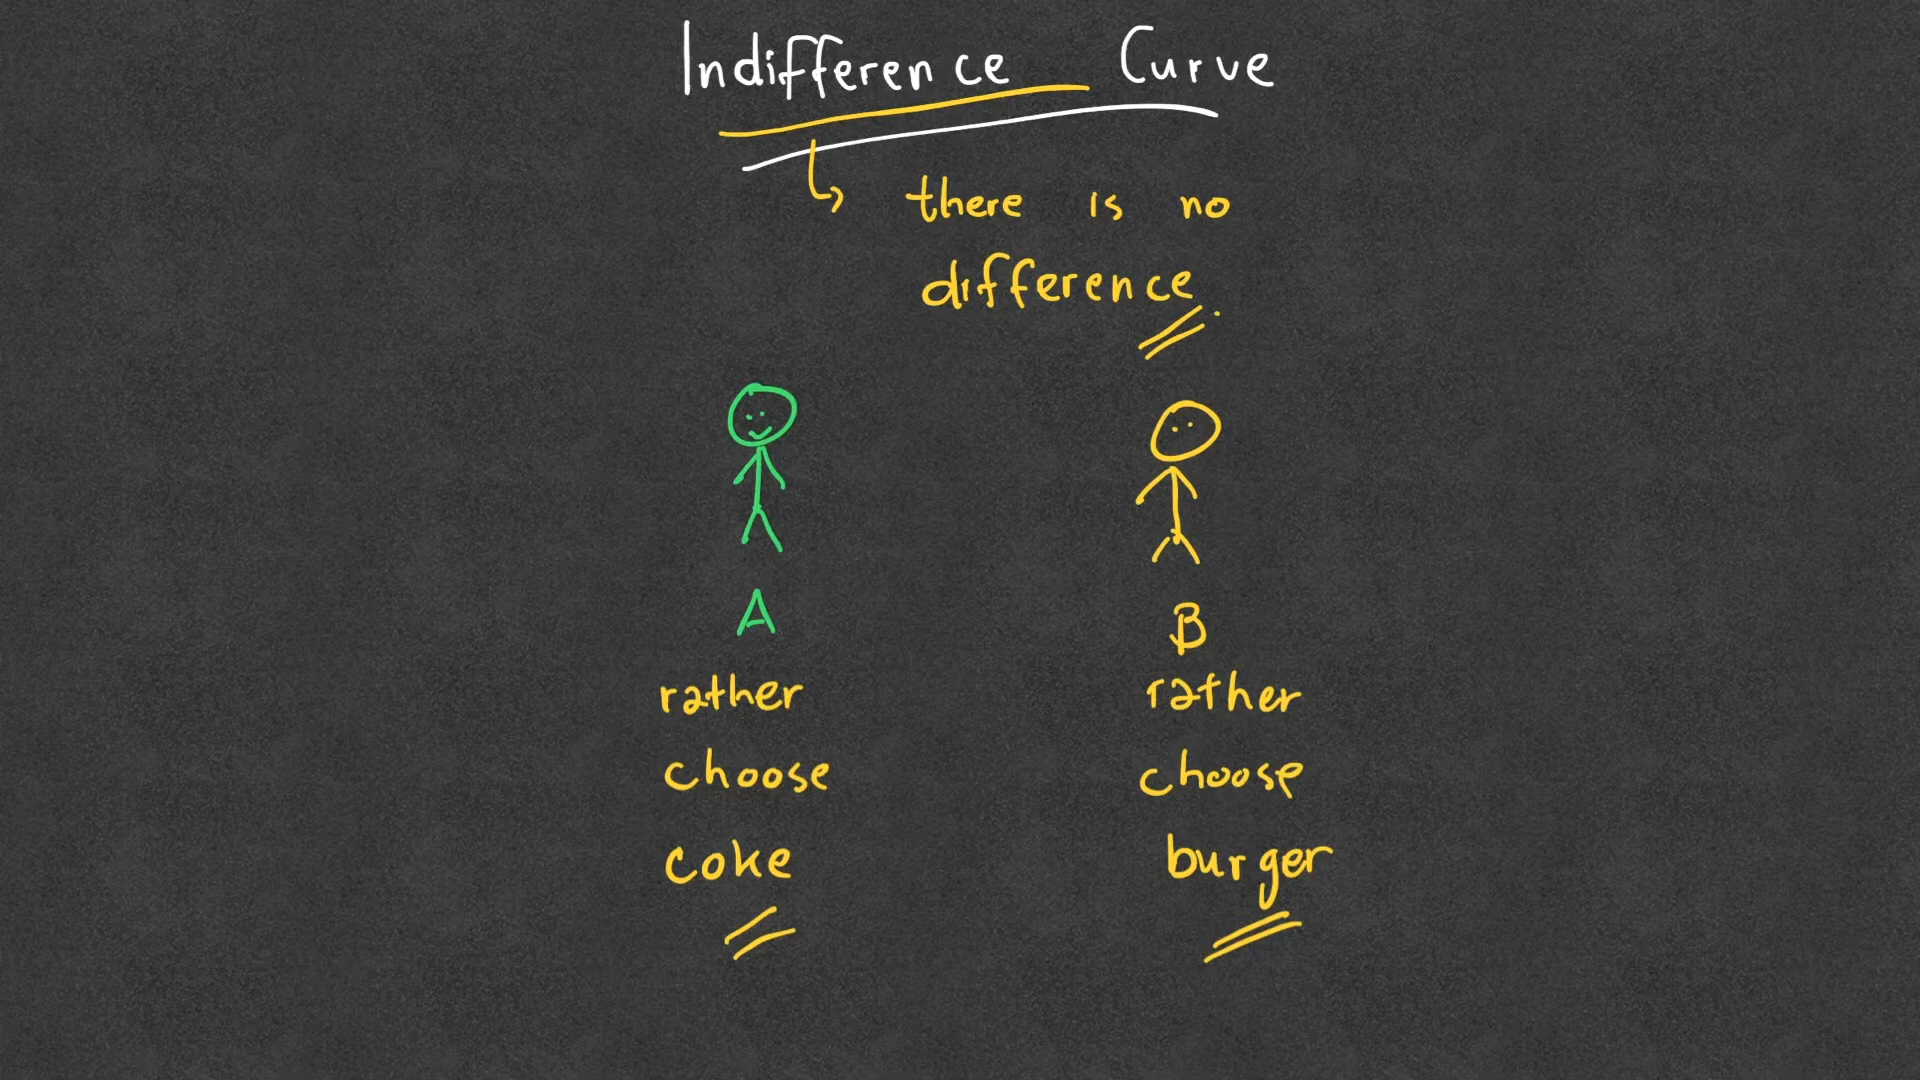 Indifference Curve
there is no
difference.
A
B
rather
choose
coke
rather
choose
burger